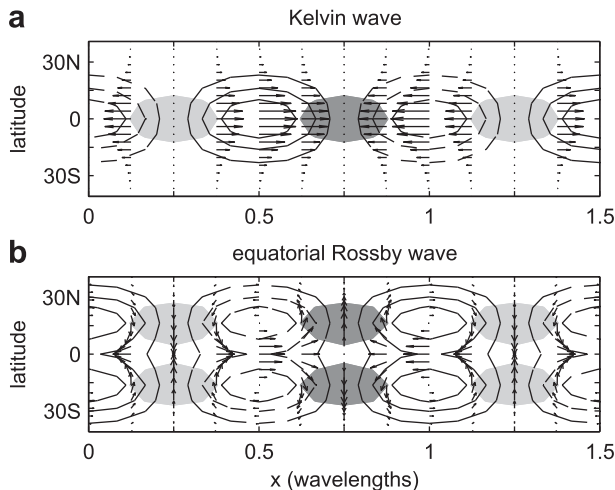 a
Kelvin wave
latitude
30N
0
30S
0 0.5 1 1.5
b
equatorial Rossby wave
latitude
30N
0
30S
0 0.5 1 1.5
x (wavelengths)